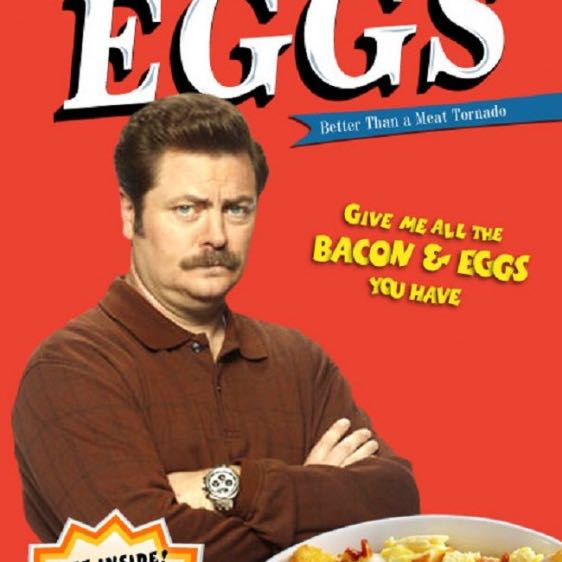 EGGS
Better Than a Meat Tornado
GIVE ME ALL THE
BACON & EGGS
YOU HAVE
INSIDE!